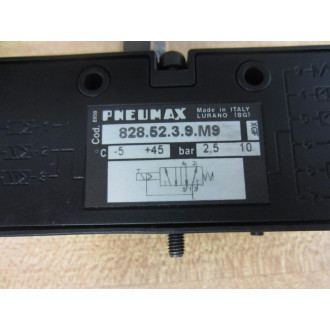 PNEUMAX Made in ITALY
LURANO (BG)
Cod. 828.52.3.9.M9
°C -5 +45 bar 2,5 10